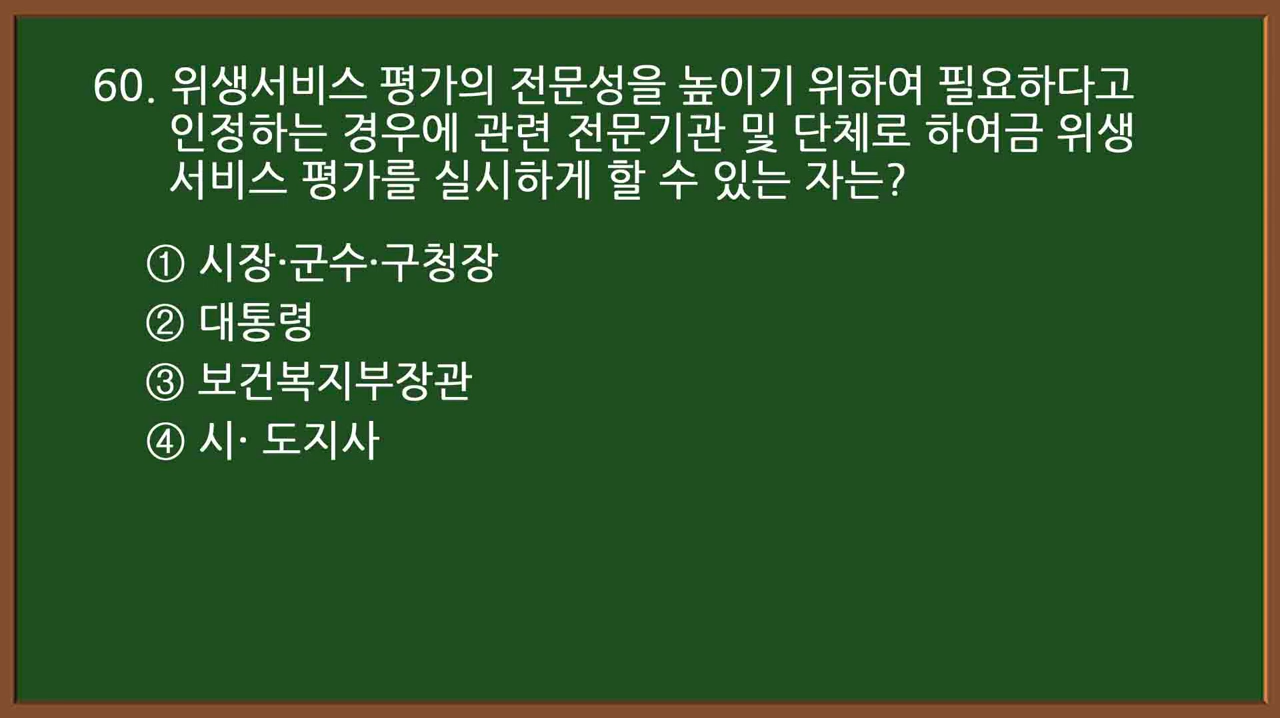 60. 위생서비스 평가의 전문성을 높이기 위하여 필요하다고
인정하는 경우에 관련 전문기관 및 단체로 하여금 위생
서비스 평가를 실시하게 할 수 있는 자는?
① 시장·군수·구청장
② 대통령
③ 보건복지부장관
④ 시· 도지사